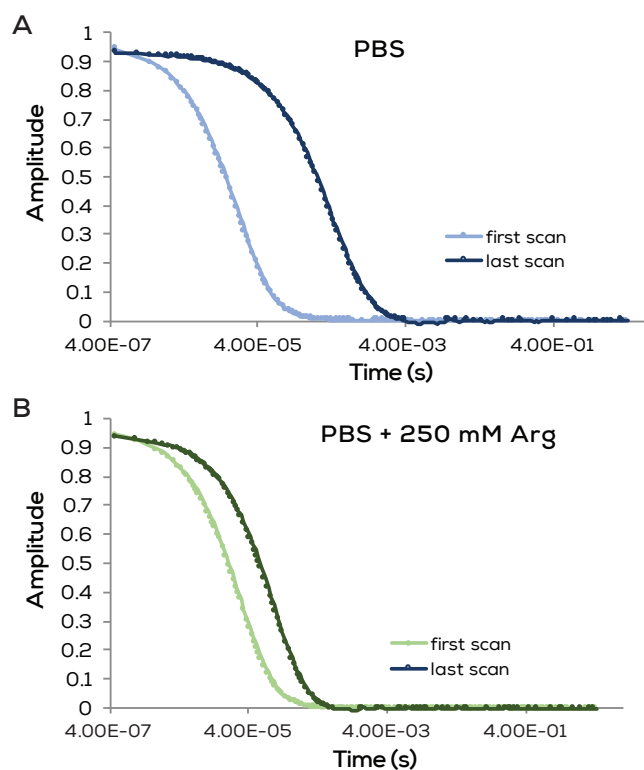 A
PBS
1
0.9
0.8
0.7
0.6
0.5
0.4
0.3
0.2
0.1
0
Amplitude
first scan
last scan
4.00E-07 4.00E-05 4.00E-03 4.00E-01
Time (s)
B
PBS + 250 mM Arg
1
0.9
0.8
0.7
0.6
0.5
0.4
0.3
0.2
0.1
0
Amplitude
first scan
last scan
4.00E-07 4.00E-05 4.00E-03 4.00E-01
Time (s)